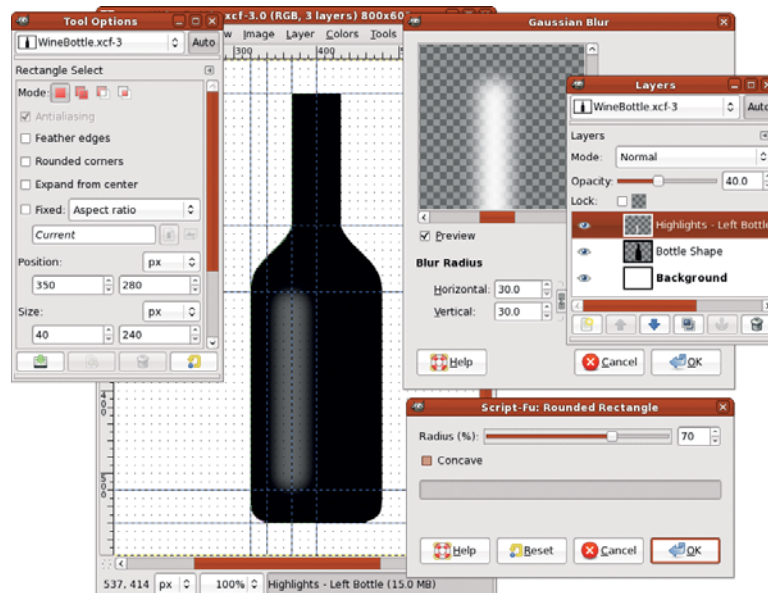 Tool Options
WineBottle.xcf-3
Auto
Rectangle Select
Mode:
Antialiasing
Feather edges
Rounded corners
Expand from center
Fixed: Aspect ratio
Current
Position: px
350 280
Size: px
40 240
xcf-3.0 (RGB, 3 layers) 800x60
w Image Layer Colors Tools
300 400
537, 414 px 100% Highlights - Left Bottle (15.0 MB)
Gaussian Blur
Preview
Blur Radius
Horizontal: 30.0
Vertical: 30.0
Help Cancel OK
Layers
WineBottle.xcf-3 Auto
Layers
Mode: Normal
Opacity: 40.0
Lock:
Highlights - Left Bottle
Bottle Shape
Background
Script-Fu: Rounded Rectangle
Radius (%): 70
Concave
Help Reset Cancel OK